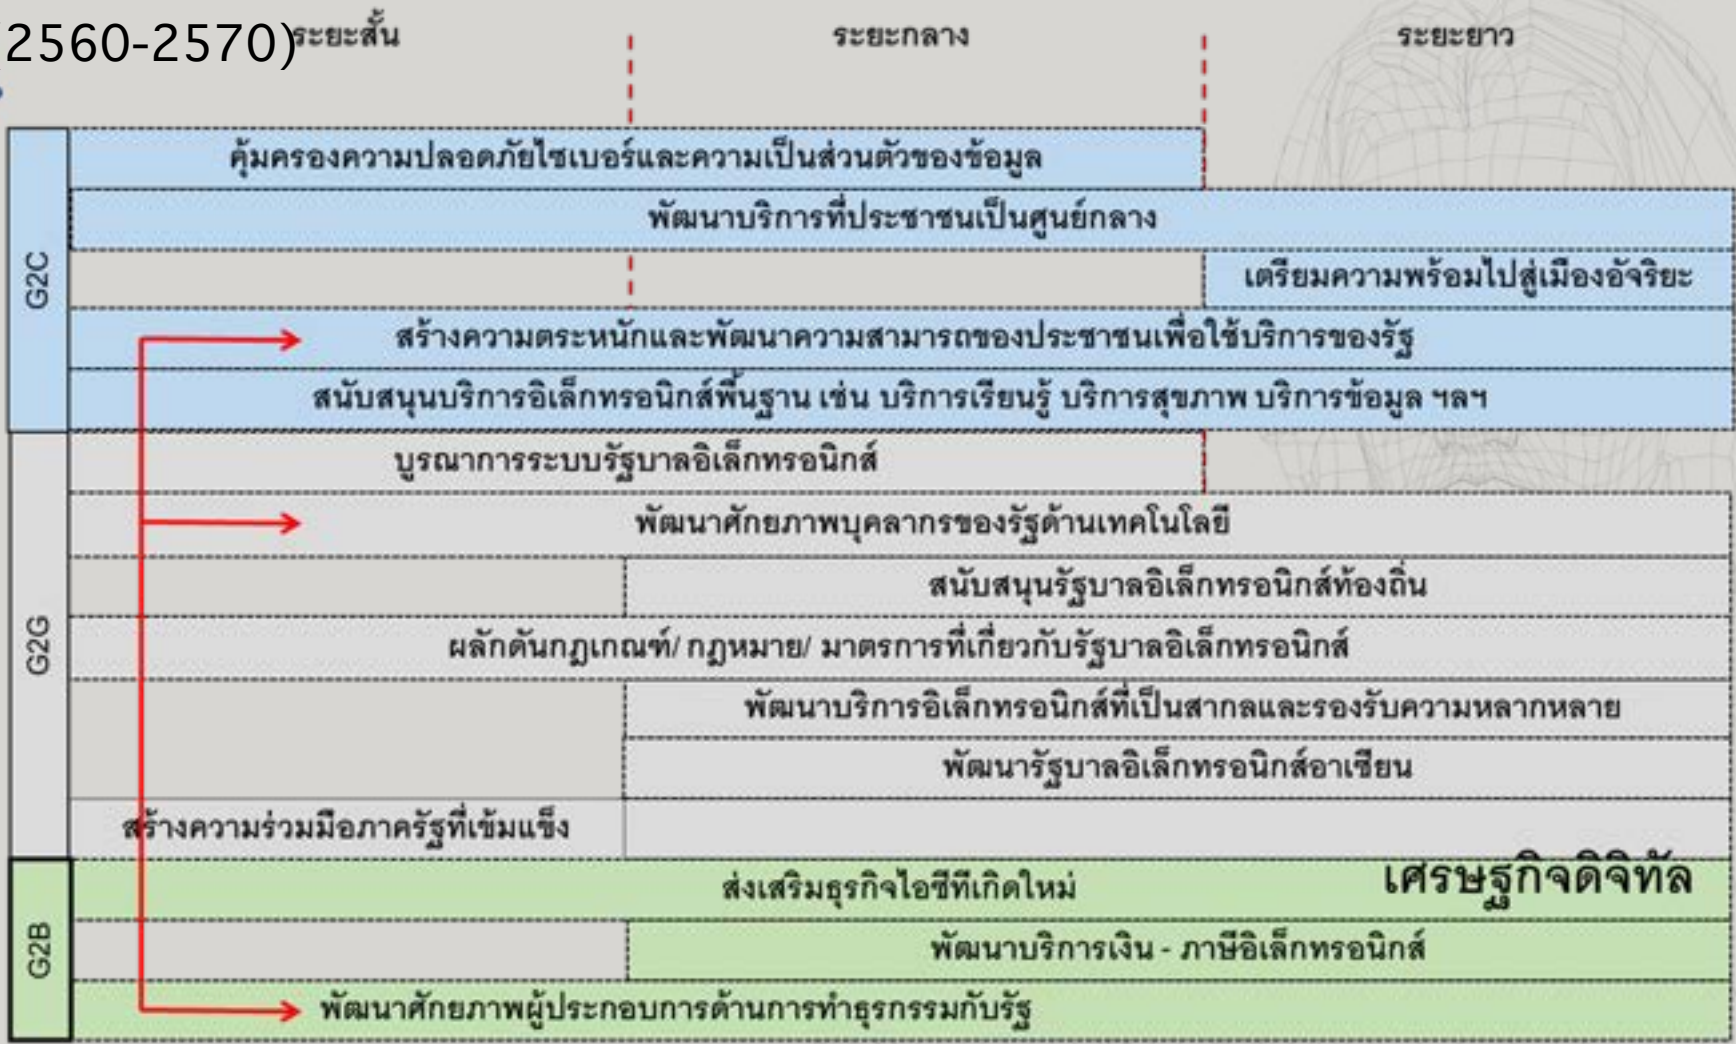 (2560-2570)
ระยะสั้น
ระยะกลาง
ระยะยาว
G2C
คุ้มครองความปลอดภัยไซเบอร์และความเป็นส่วนตัวของข้อมูล
พัฒนาบริการที่ประชาชนเป็นศูนย์กลาง
เตรียมความพร้อมไปสู่เมืองอัจริยะ
สร้างความตระหนักและพัฒนาความสามารถของประชาชนเพื่อใช้บริการของรัฐ
สนับสนุนบริการอิเล็กทรอนิกส์พื้นฐาน เช่น บริการเรียนรู้ บริการสุขภาพ บริการข้อมูล ฯลฯ
G2G
บูรณาการระบบรัฐบาลอิเล็กทรอนิกส์
พัฒนาศักยภาพบุคลากรของรัฐด้านเทคโนโลยี
สนับสนุนรัฐบาลอิเล็กทรอนิกส์ท้องถิ่น
ผลักดันกฎเกณฑ์/ กฎหมาย/ มาตรการที่เกี่ยวกับรัฐบาลอิเล็กทรอนิกส์
พัฒนาบริการอิเล็กทรอนิกส์ที่เป็นสากลและรองรับความหลากหลาย
พัฒนารัฐบาลอิเล็กทรอนิกส์อาเซียน
สร้างความร่วมมือภาครัฐที่เข้มแข็ง
G2B
ส่งเสริมธุรกิจไอซีทีเกิดใหม่
เศรษฐกิจดิจิทัล
พัฒนาบริการเงิน - ภาษีอิเล็กทรอนิกส์
พัฒนาศักยภาพผู้ประกอบการด้านการทำธุรกรรมกับรัฐ